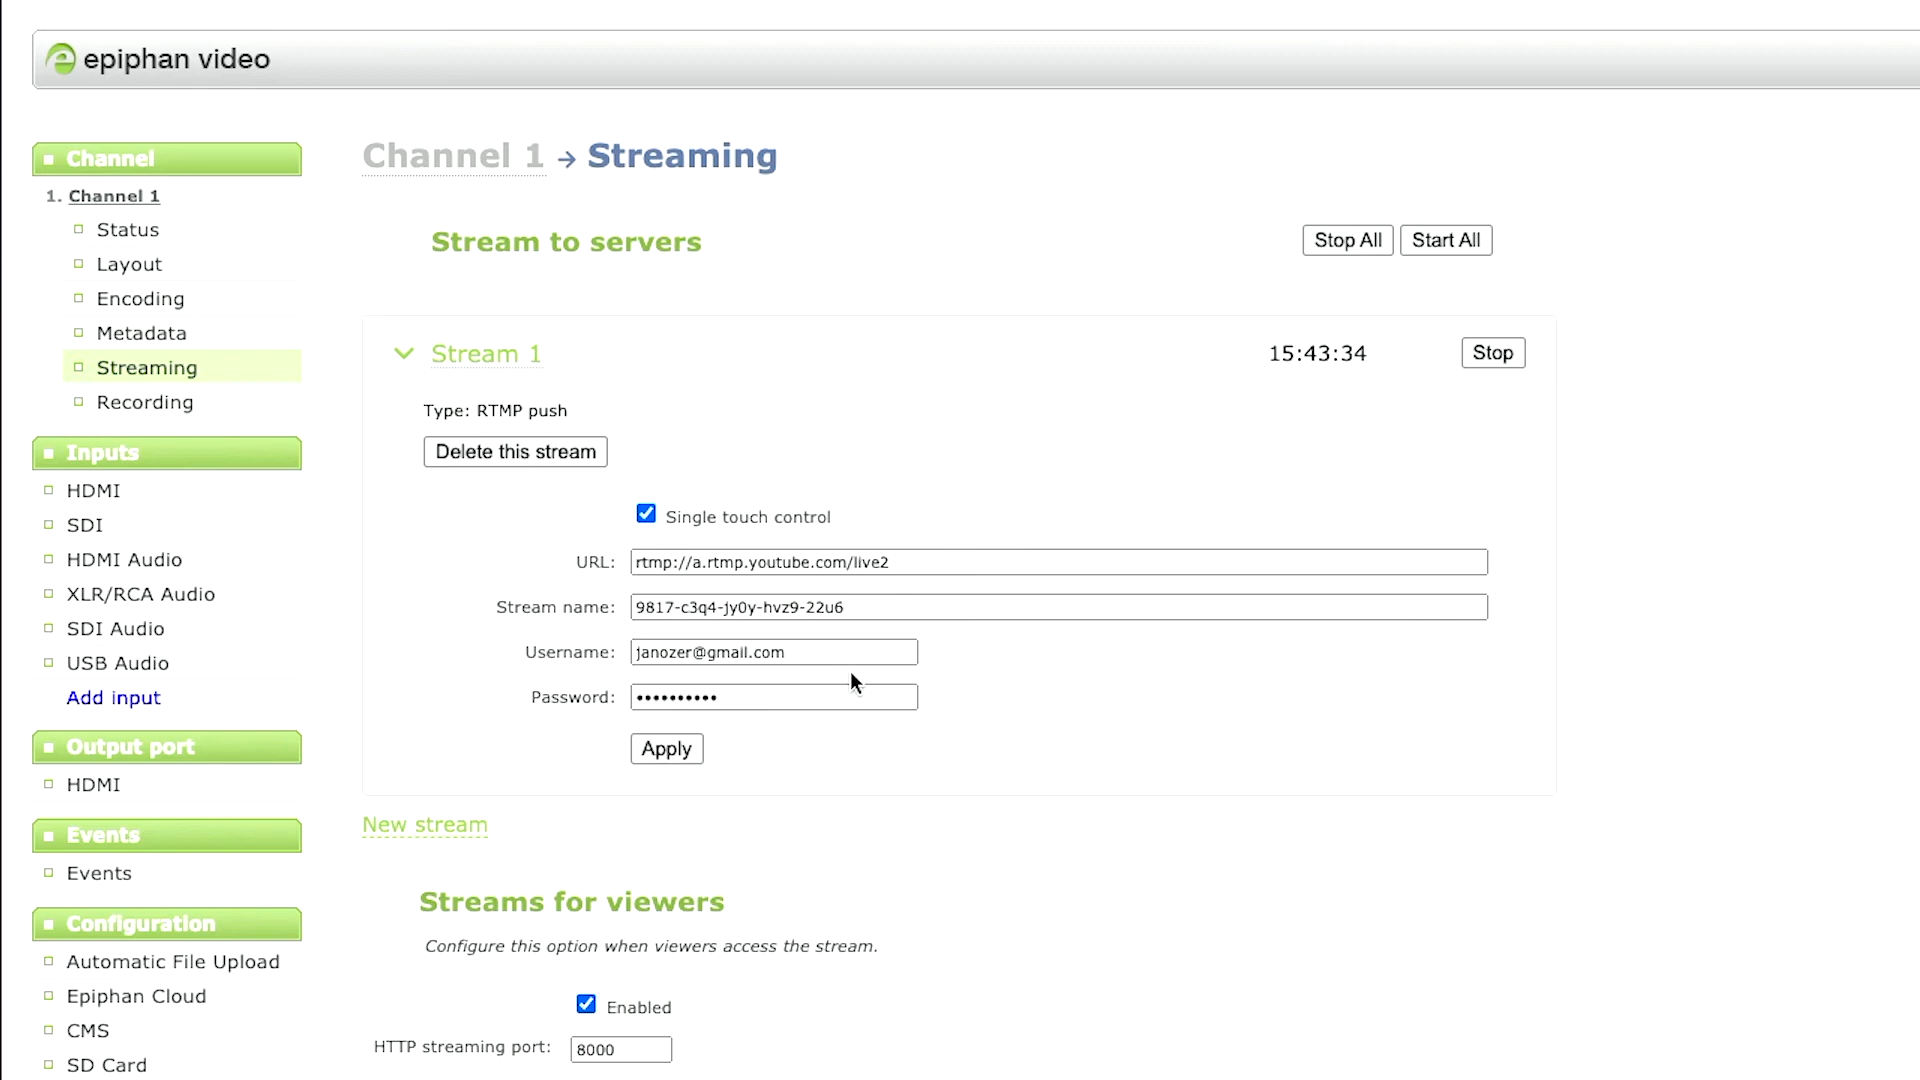 epiphan video
Channel
1. Channel 1
Status
Layout
Encoding
Metadata
Streaming
Recording
Inputs
HDMI
SDI
HDMI Audio
XLR/RCA Audio
SDI Audio
USB Audio
Add input
Output port
HDMI
Events
Events
Configuration
Automatic File Upload
Epiphan Cloud
CMS
SD Card
Channel 1 → Streaming
Stream to servers
Stop All Start All
Stream 1 15:43:34 Stop
Type: RTMP push
Delete this stream
Single touch control
URL: rtmp://a.rtmp.youtube.com/live2
Stream name: 9817-c3q4-jy0y-hvz9-22u6
Username: janozer@gmail.com
Password: ••••••••••
Apply
New stream
Streams for viewers
Configure this option when viewers access the stream.
Enabled
HTTP streaming port: 8000